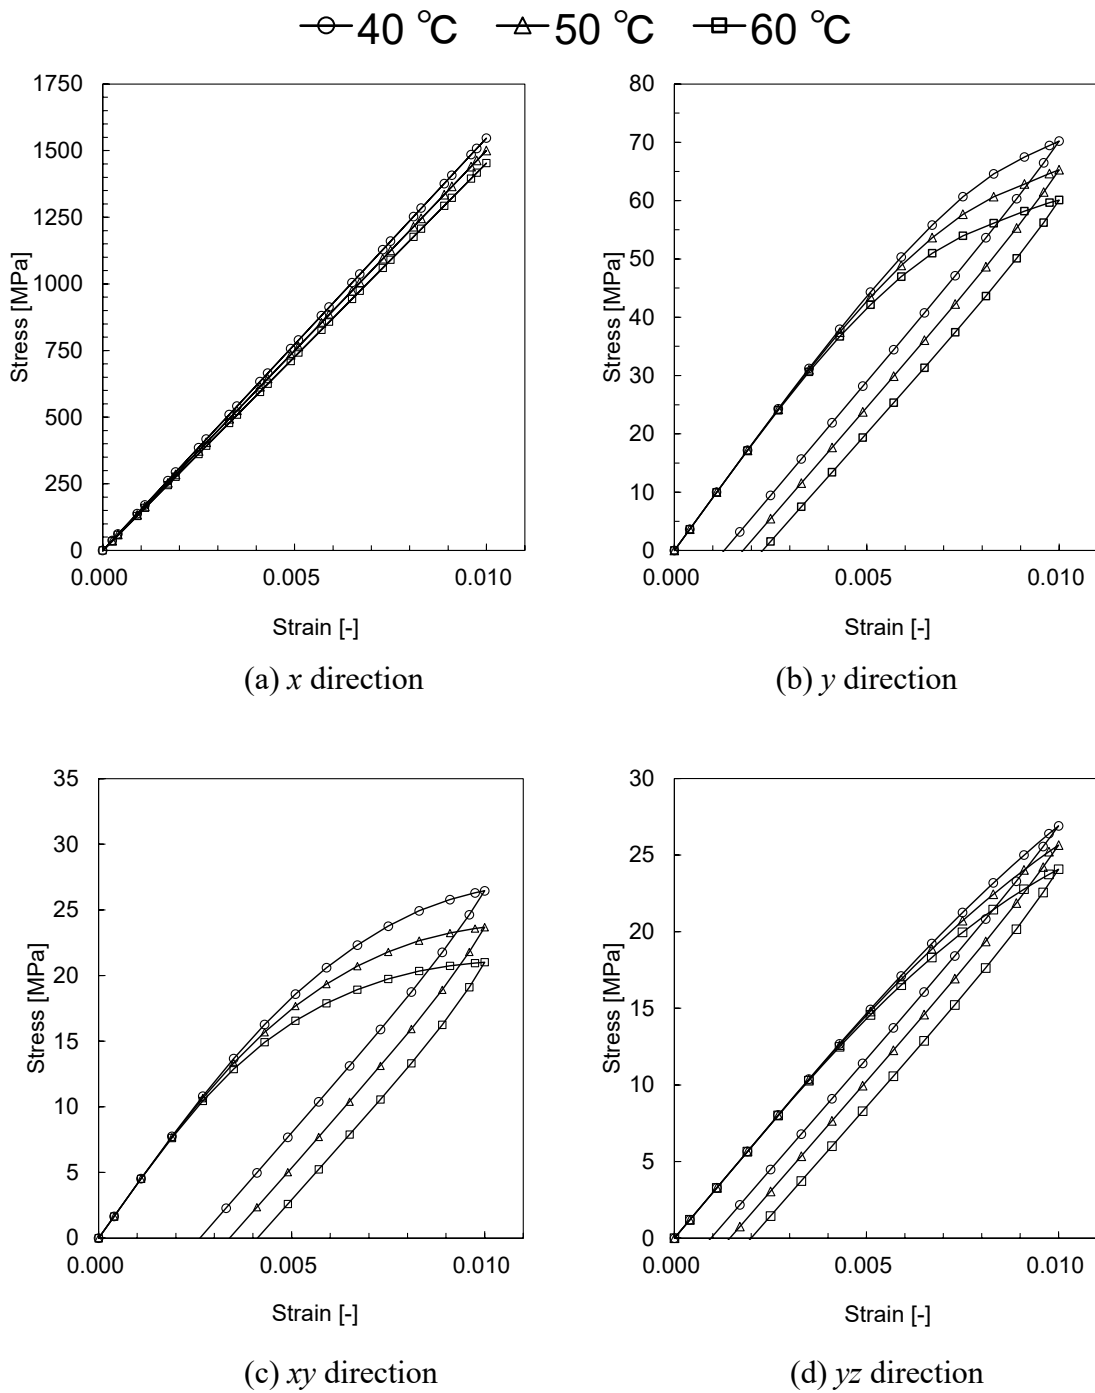 40 ℃ 50 ℃ 60 ℃
1750
1500
1250
1000
750
500
250
0
Stress [MPa]
0.000 0.005 0.010
Strain [-]
(a) x direction
80
70
60
50
40
30
20
10
0
Stress [MPa]
0.000 0.005 0.010
Strain [-]
(b) y direction
35
30
25
20
15
10
5
0
Stress [MPa]
0.000 0.005 0.010
Strain [-]
(c) xy direction
30
25
20
15
10
5
0
Stress [MPa]
0.000 0.005 0.010
Strain [-]
(d) yz direction